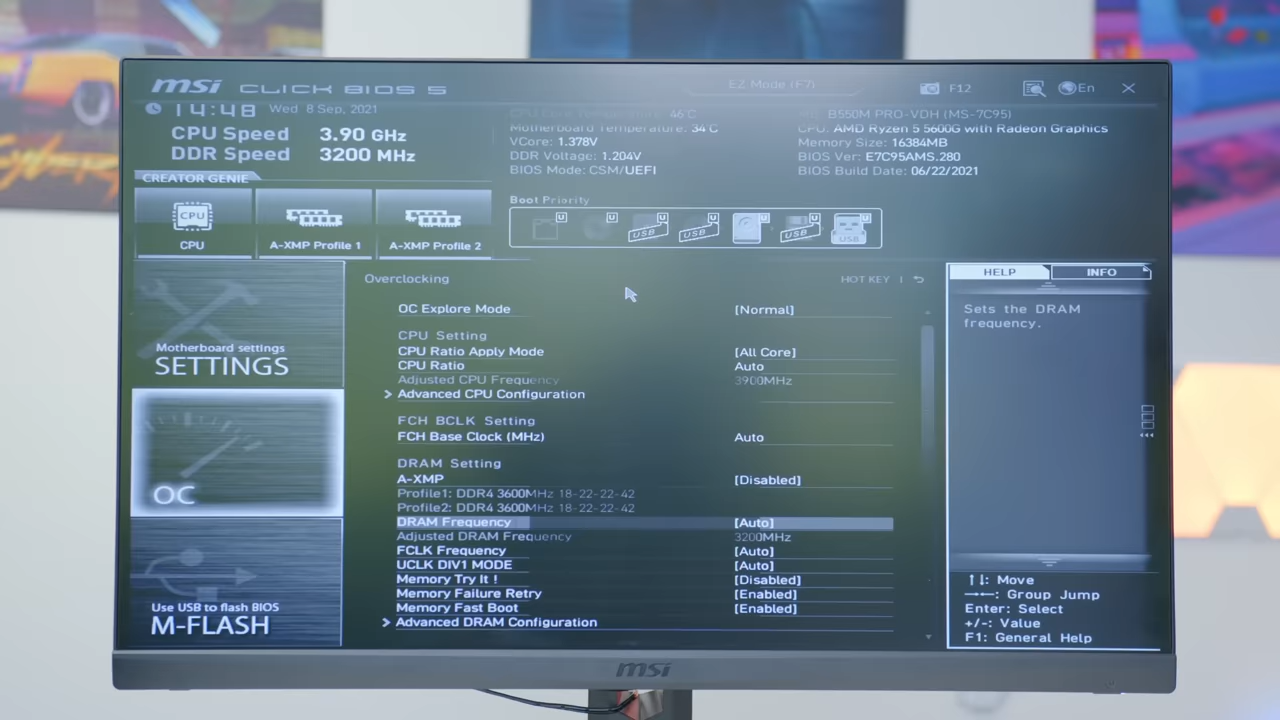 msi CLICK BIOS 5
EZ Mode (F7)
F12
En
14:48 Wed 8 Sep, 2021
CPU Speed 3.90 GHz
DDR Speed 3200 MHz
CPU Core Temperature: 46°C
Motherboard Temperature: 34°C
VCore: 1.378V
DDR Voltage: 1.204V
BIOS Mode: CSM/UEFI
MB: B550M PRO-VDH (MS-7C95)
CPU: AMD Ryzen 5 5600G with Radeon Graphics
Memory Size: 16384MB
BIOS Ver: E7C95AMS.280
BIOS Build Date: 06/22/2021
CREATOR GENIE
CPU
CPU
A-XMP Profile 1
A-XMP Profile 2
Boot Priority
U U U U U U U
USB USB USB USB
Motherboard settings
SETTINGS
OC
Use USB to flash BIOS
M-FLASH
Overclocking
HOT KEY |
OC Explore Mode [Normal]
CPU Setting
CPU Ratio Apply Mode [All Core]
CPU Ratio Auto
Adjusted CPU Frequency 3900MHz
> Advanced CPU Configuration
FCH BCLK Setting
FCH Base Clock (MHz) Auto
DRAM Setting
A-XMP [Disabled]
Profile1: DDR4 3600MHz 18-22-22-42
Profile2: DDR4 3600MHz 18-22-22-42
DRAM Frequency [Auto]
Adjusted DRAM Frequency 3200MHz
FCLK Frequency [Auto]
UCLK DIV1 MODE [Auto]
Memory Try It ! [Disabled]
Memory Failure Retry [Enabled]
Memory Fast Boot [Enabled]
> Advanced DRAM Configuration
HELP
INFO
Sets the DRAM
frequency.
↑↓: Move
→←: Group Jump
Enter: Select
+/-: Value
F1: General Help
msi